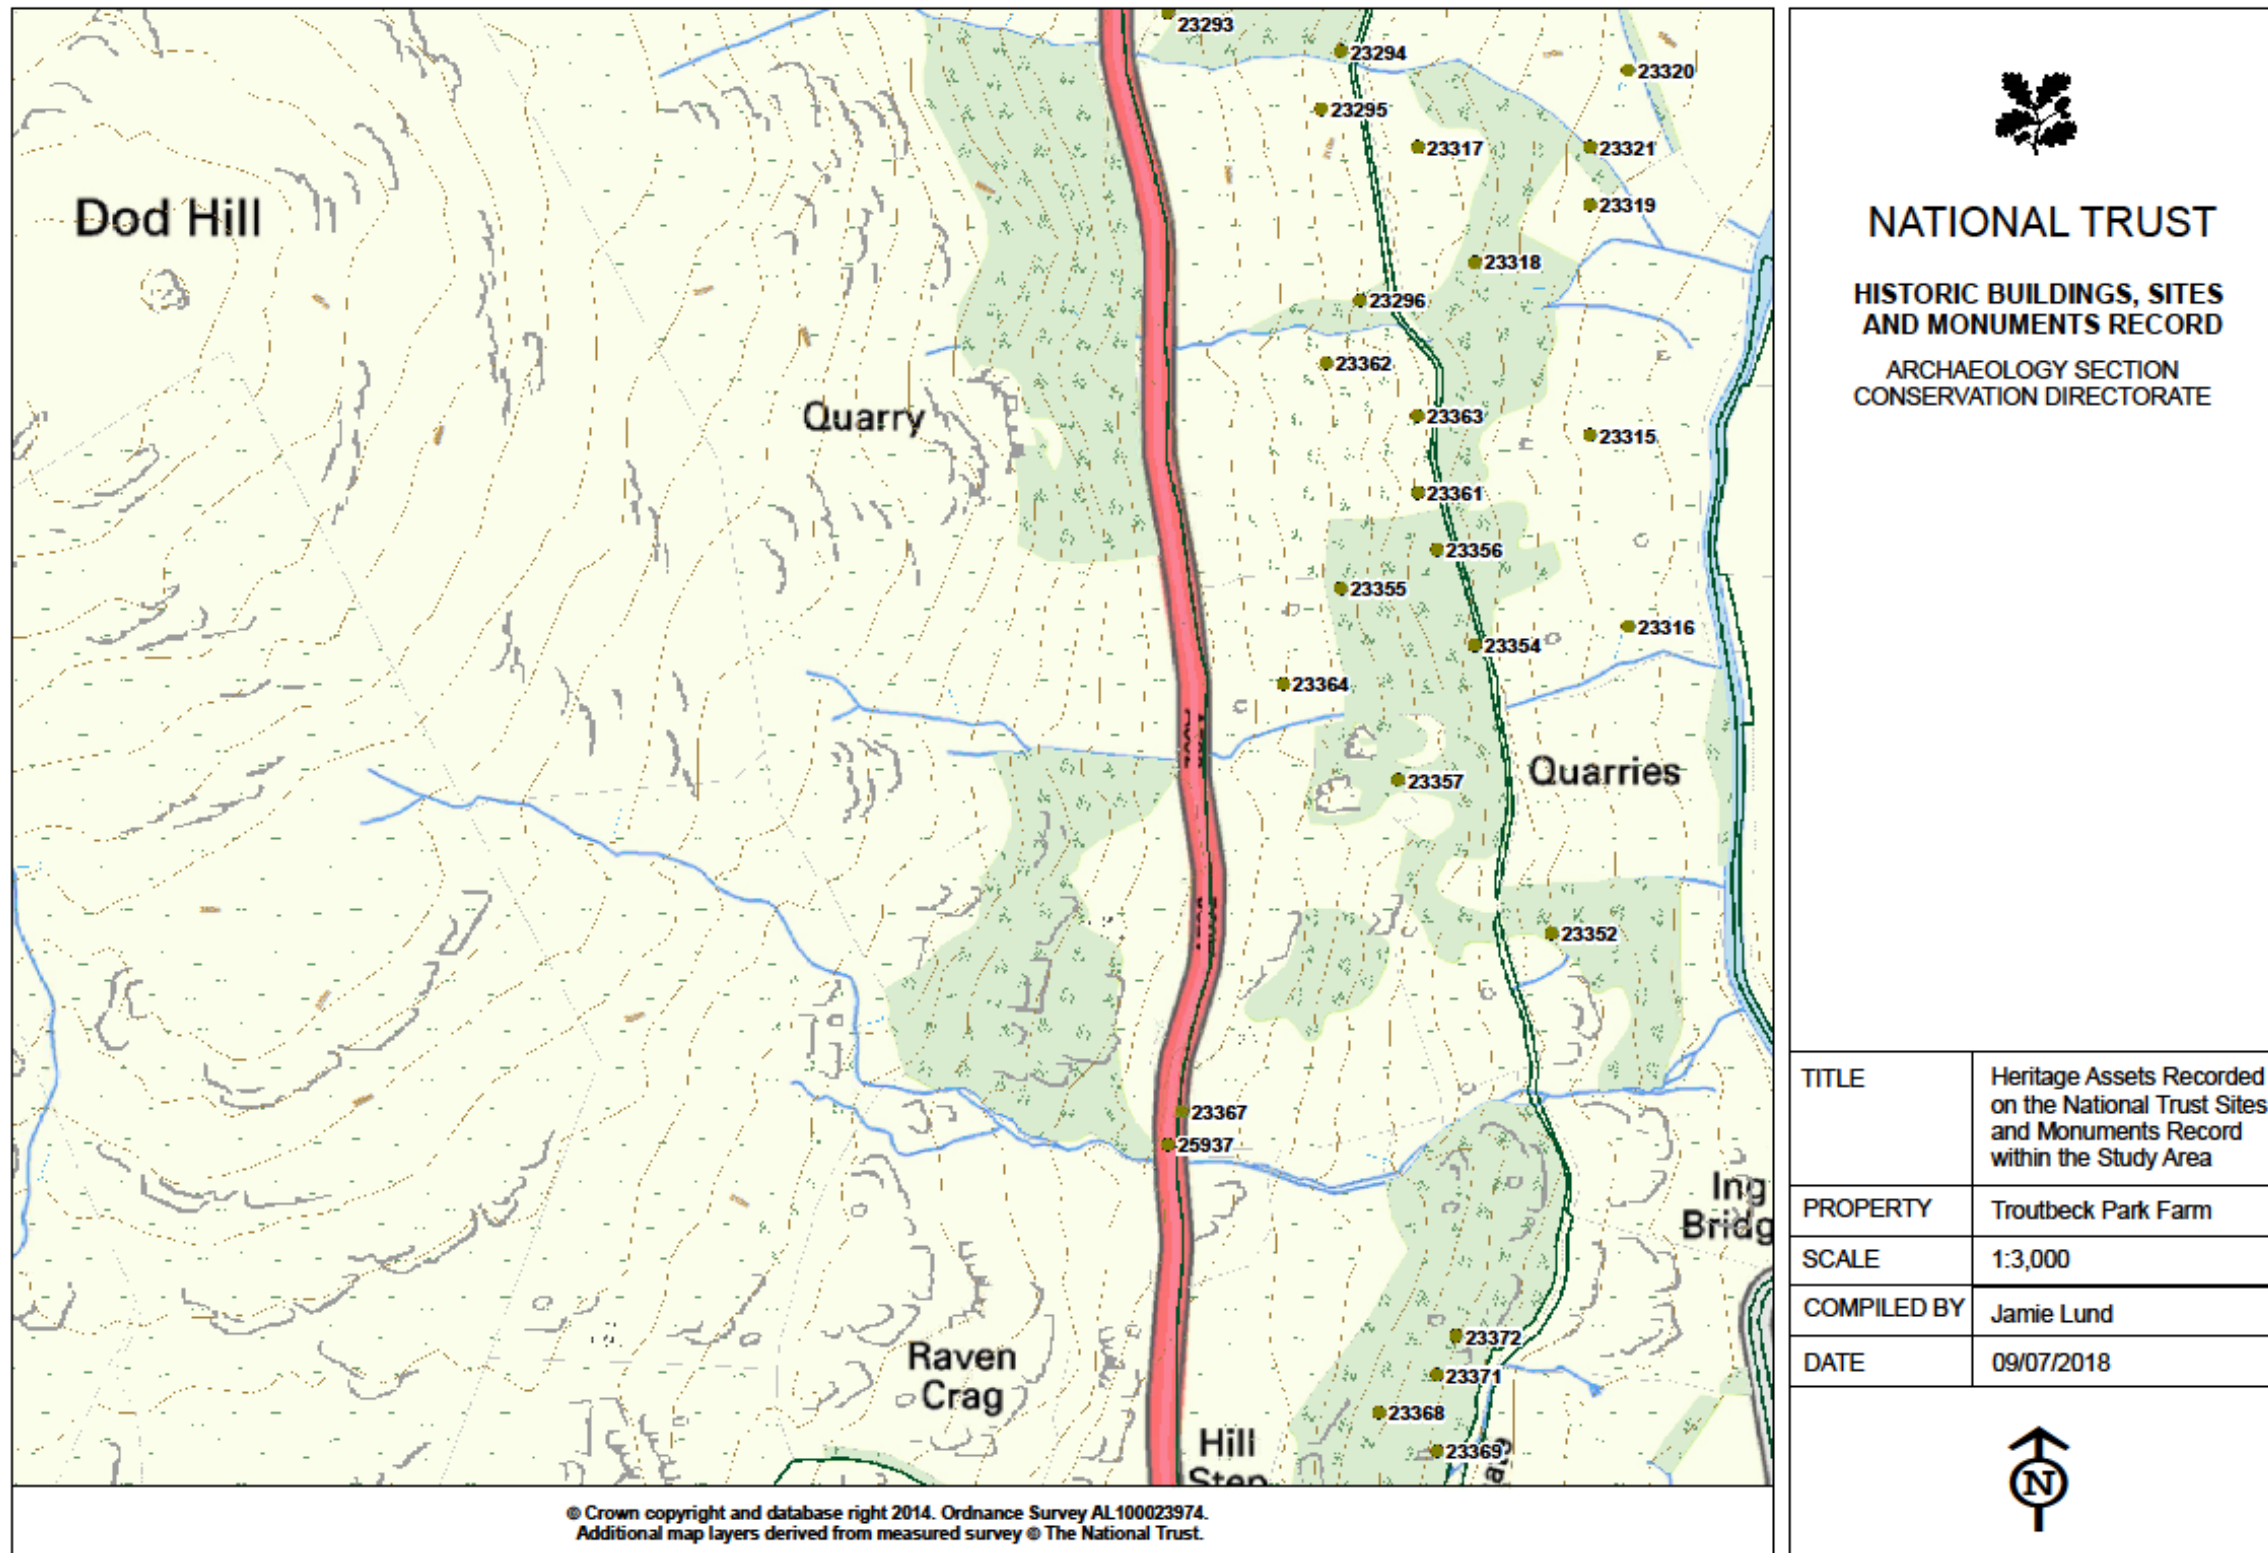 23293
23294
23320
23295
23317
23321
Dod Hill
23319
23318
23296
23362
Quarry
23363
23315
23361
23356
23355
23316
23354
23364
Quarries
23357
23352
23367
25937
Ing
Bridg
23372
Raven
Crag
23371
23368
Hill
Step
23369
© Crown copyright and database right 2014. Ordnance Survey AL100023974.
Additional map layers derived from measured survey © The National Trust.
NATIONAL TRUST
HISTORIC BUILDINGS, SITES
AND MONUMENTS RECORD
ARCHAEOLOGY SECTION
CONSERVATION DIRECTORATE
TITLE
Heritage Assets Recorded
on the National Trust Sites
and Monuments Record
within the Study Area
PROPERTY
Troutbeck Park Farm
SCALE
1:3,000
COMPILED BY
Jamie Lund
DATE
09/07/2018
N